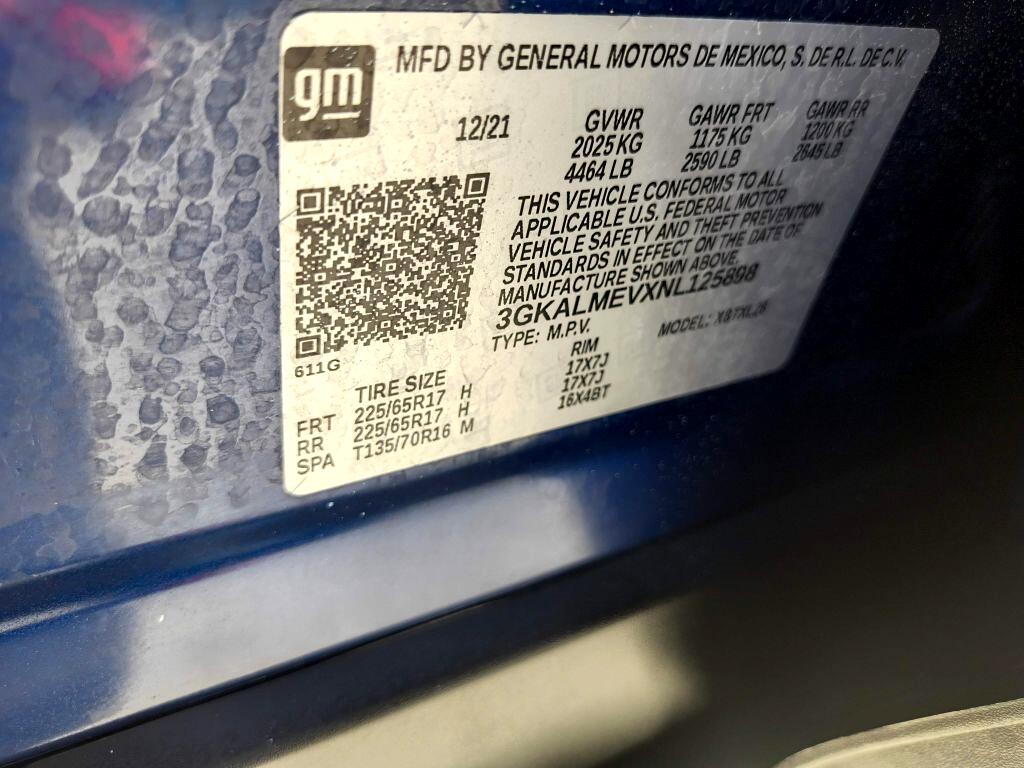 gm
MFD BY GENERAL MOTORS DE MEXICO, S. DE R.L. DE C.V.
12/21
GVWR GAWR FRT GAWR RR
2025 KG 1175 KG 1200 KG
4464 LB 2590 LB 2645 LB
THIS VEHICLE CONFORMS TO ALL
APPLICABLE U.S. FEDERAL MOTOR
VEHICLE SAFETY AND THEFT PREVENTION
STANDARDS IN EFFECT ON THE DATE OF
MANUFACTURE SHOWN ABOVE.
3GKALMEVXNL125898
TYPE: M.P.V. MODEL:
611G
TIRE SIZE RIM
FRT 225/65R17 H 17X7J
RR 225/65R17 H 17X7J
SPA T135/70R16 M 16X4BT